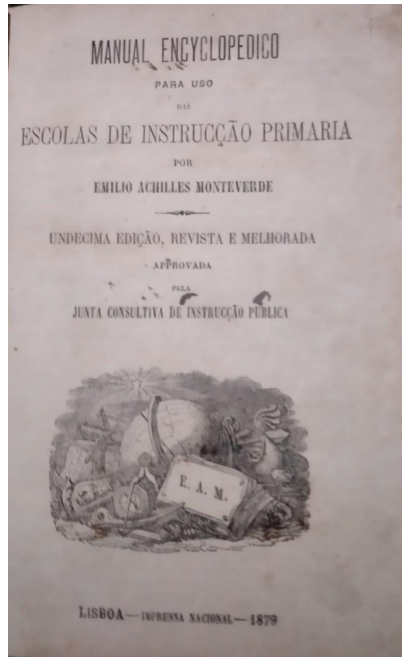 MANUAL ENCYCLOPEDICO
PARA USO
DAS
ESCOLAS DE INSTRUCÇÃO PRIMARIA
POR
EMILIO ACHILLES MONTEVERDE
UNDECIMA EDIÇÃO, REVISTA E MELHORADA
APPROVADA
PELA
JUNTA CONSULTIVA DE INSTRUCÇÃO PUBLICA
E. A. M.
LISBOA — IMPRENSA NACIONAL — 1879